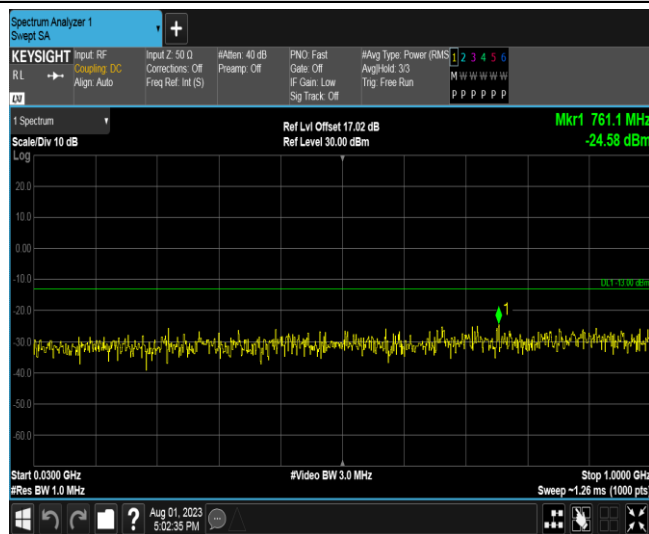 Spectrum Analyzer 1
Swept SA
+
KEYSIGHT Input: RF Input Z: 50 Ω #Atten: 40 dB PNO: Fast #Avg Type: Power (RMS 1 2 3 4 5 6
RL Coupling: DC Corrections: Off Preamp: Off Gate: Off Avg|Hold: 3/3 M W W W W W
Align: Auto Freq Ref: Int (S) IF Gain: Low Trig: Free Run
Sig Track: Off P P P P P P
LXI
1 Spectrum Ref Lvl Offset 17.02 dB Mkr1 761.1 MHz
Scale/Div 10 dB Ref Level 30.00 dBm -24.58 dBm
Log
20.0
10.0
0.00
-10.0
DL1 -13.00 dBm
-20.0
1
-30.0
-40.0
-50.0
-60.0
Start 0.0300 GHz #Video BW 3.0 MHz Stop 1.0000 GHz
#Res BW 1.0 MHz Sweep ~1.26 ms (1000 pts)
? Aug 01, 2023
5:02:35 PM